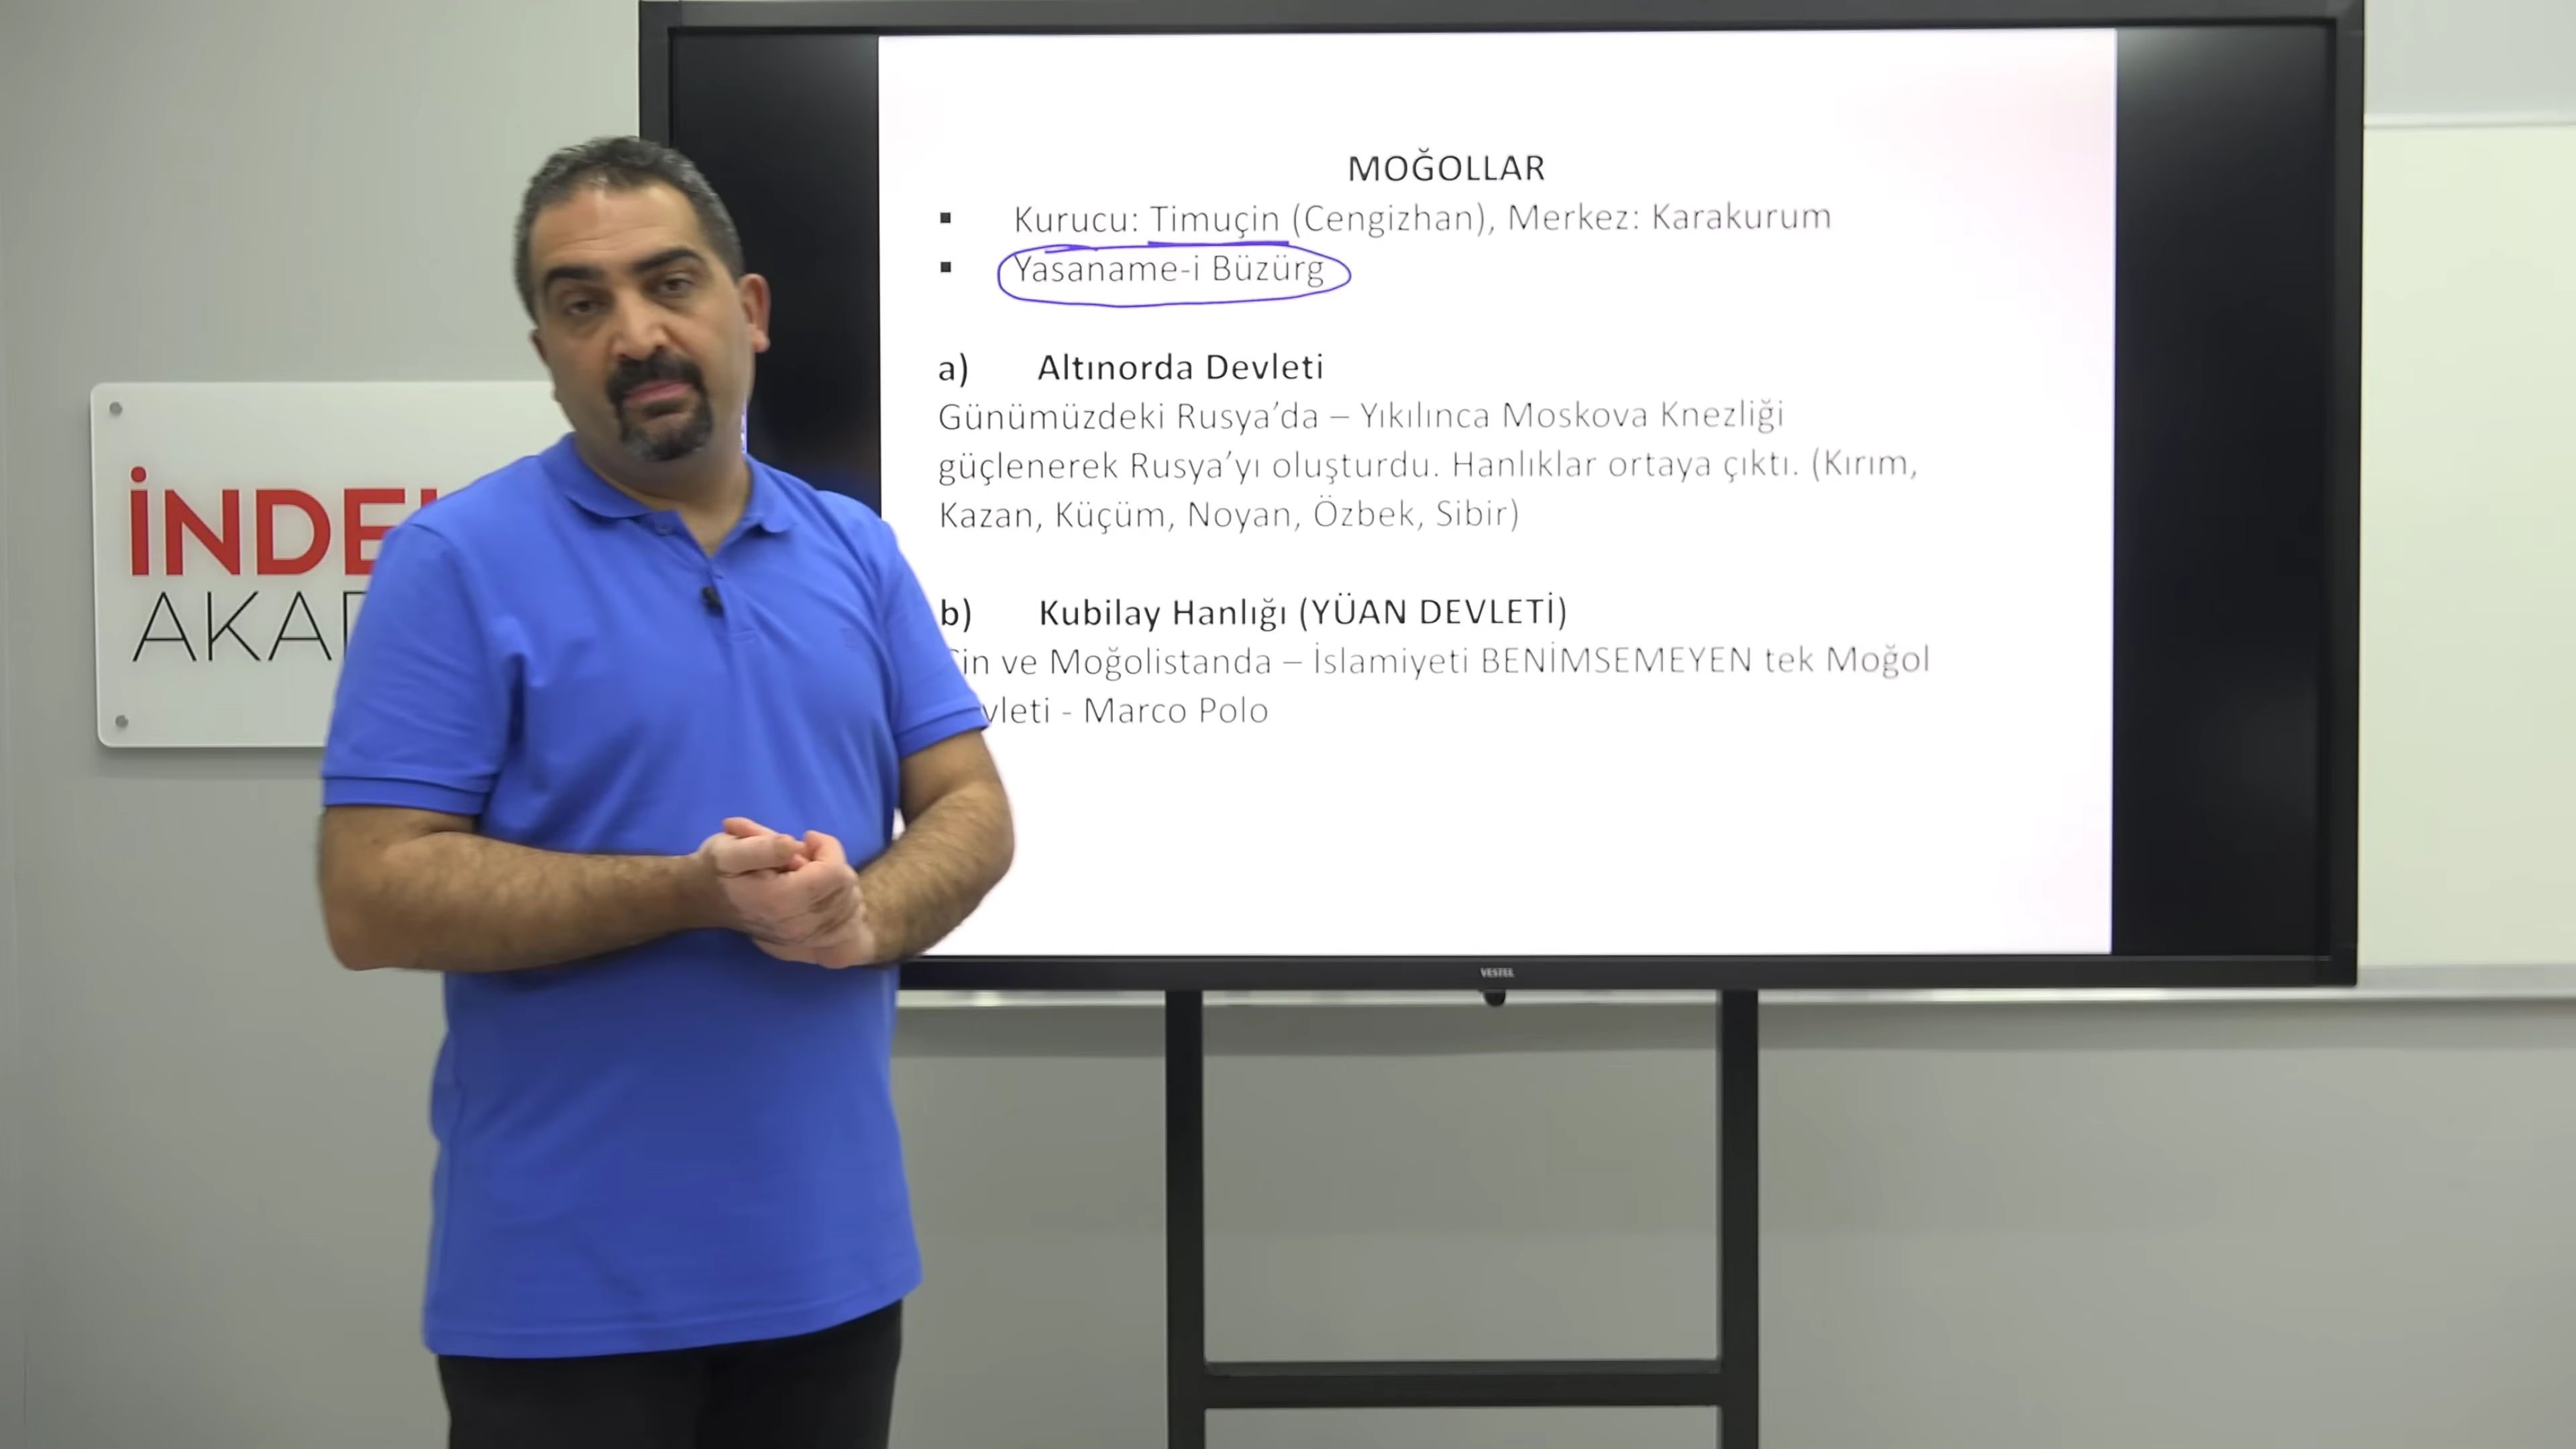 MOĞOLLAR
▪ Kurucu: Timuçin (Cengizhan), Merkez: Karakurum
▪ Yasaname-i Büzürg
a) Altınorda Devleti
Günümüzdeki Rusya’da – Yıkılınca Moskova Knezliği
güçlenerek Rusya’yı oluşturdu. Hanlıklar ortaya çıktı. (Kırım,
Kazan, Küçüm, Noyan, Özbek, Sibir)
b) Kubilay Hanlığı (YÜAN DEVLETİ)
in ve Moğolistanda – İslamiyeti BENİMSEMEYEN tek Moğol
vleti - Marco Polo
İNDE
AKA
VESTEL